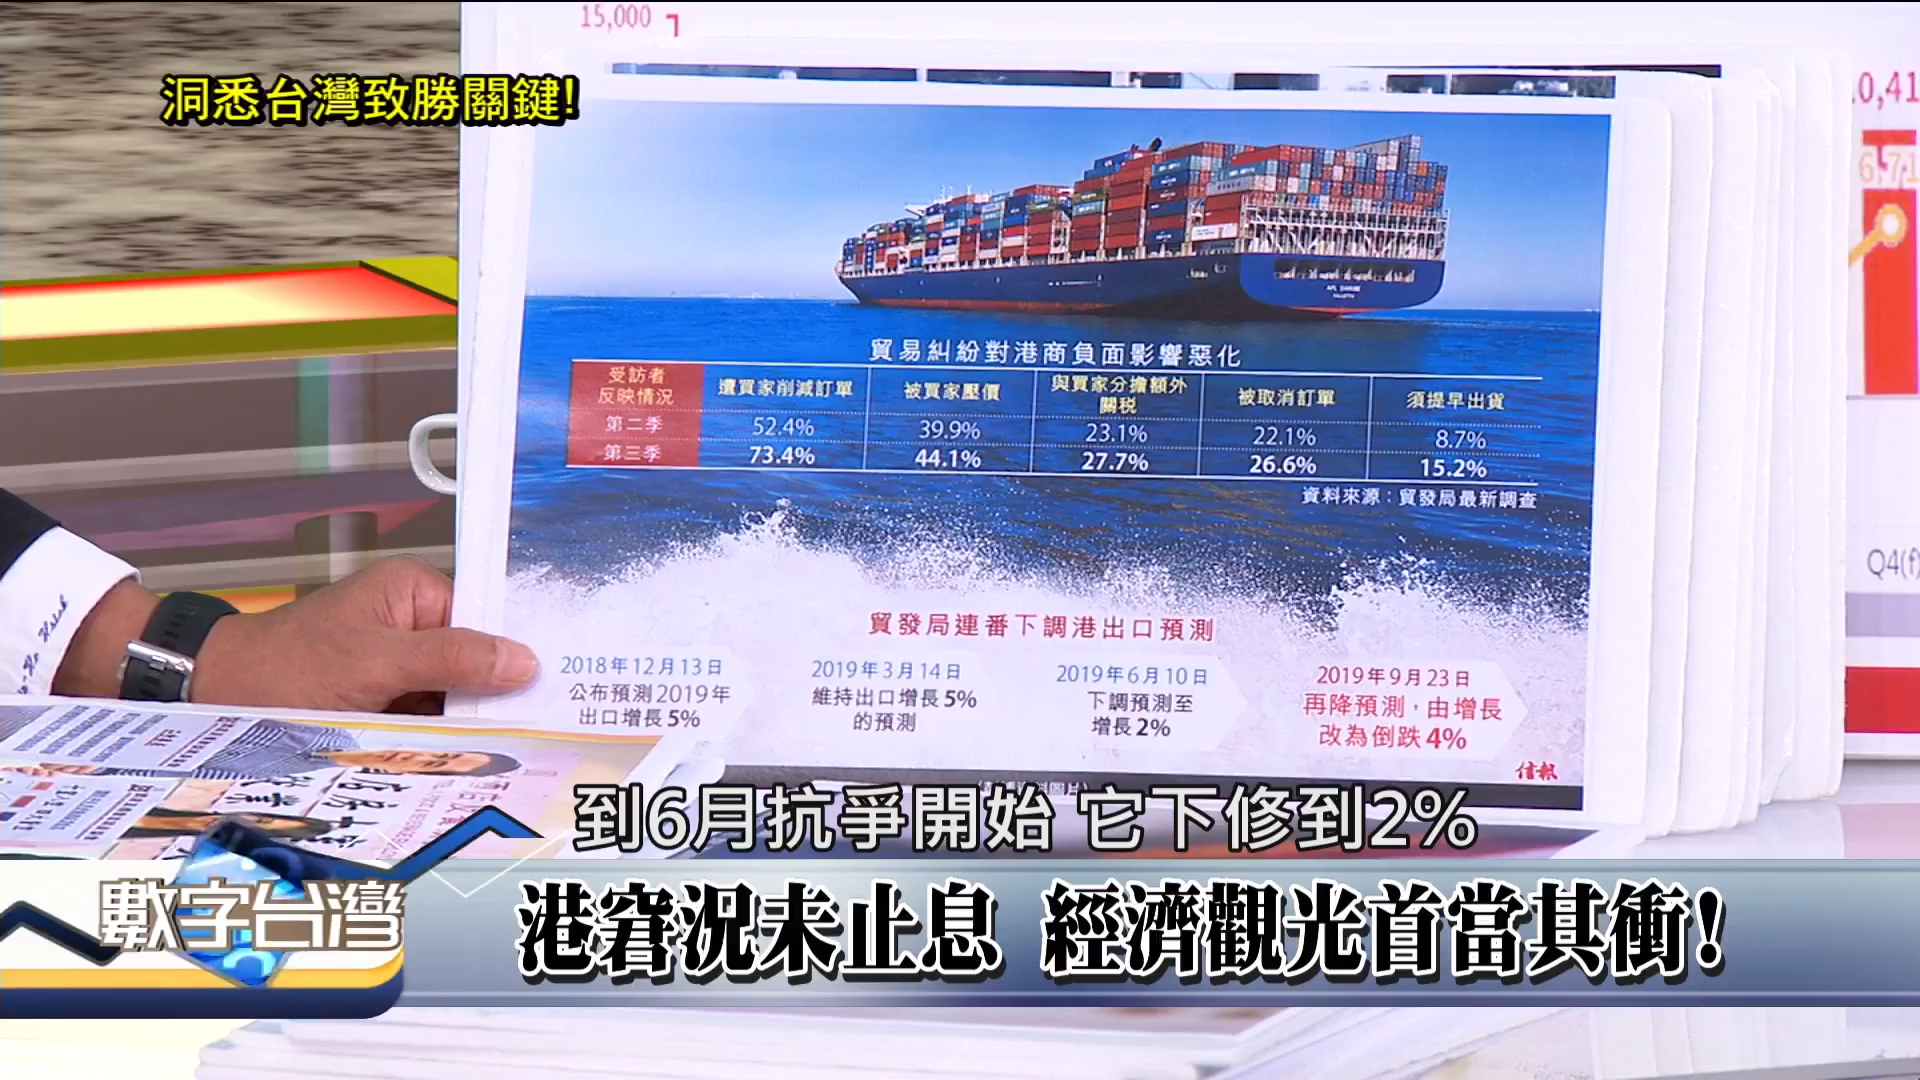 15,000
洞悉台灣致勝關鍵!
0,41
6,71
APL
貿易糾紛對港商負面影響惡化
受訪者反映情況 遭買家削減訂單 被買家壓價 與買家分擔額外關稅 被取消訂單 須提早出貨
第二季 52.4% 39.9% 23.1% 22.1% 8.7%
第三季 73.4% 44.1% 27.7% 26.6% 15.2%
資料來源：貿發局最新調查
Q4(f)
貿發局連番下調港出口預測
2018年12月13日
公布預測2019年
出口增長5%
2019年3月14日
維持出口增長5%
的預測
2019年6月10日
下調預測至
增長2%
2019年9月23日
再降預測，由增長
改為倒跌4%
信報
到6月抗爭開始 它下修到2%
數字台灣
港窘況未止息 經濟觀光首當其衝!